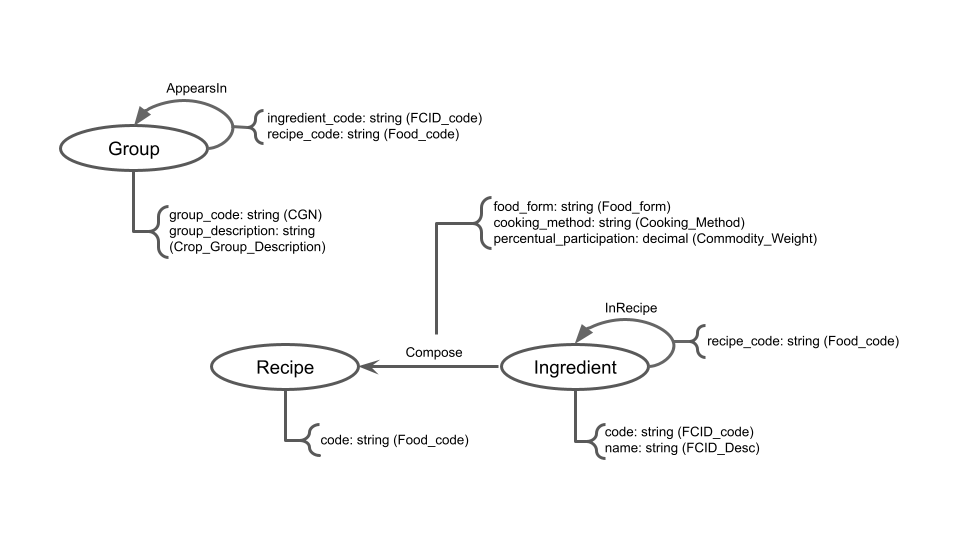 AppearsIn
ingredient_code: string (FCID_code)
recipe_code: string (Food_code)
Group
group_code: string (CGN)
group_description: string
(Crop_Group_Description)
food_form: string (Food_form)
cooking_method: string (Cooking_Method)
percentual_participation: decimal (Commodity_Weight)
InRecipe
recipe_code: string (Food_code)
Compose
Recipe
Ingredient
code: string (Food_code)
code: string (FCID_code)
name: string (FCID_Desc)